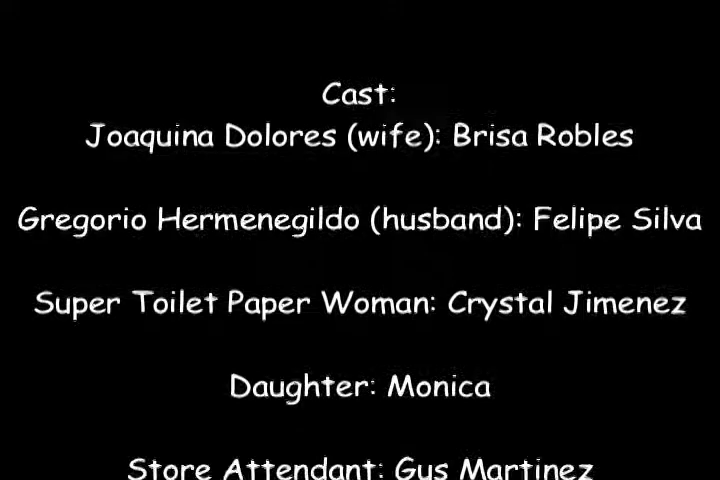 Cast:
Joaquina Dolores (wife): Brisa Robles
Gregorio Hermenegildo (husband): Felipe Silva
Super Toilet Paper Woman: Crystal Jimenez
Daughter: Monica
Store Attendant: Gus Martinez